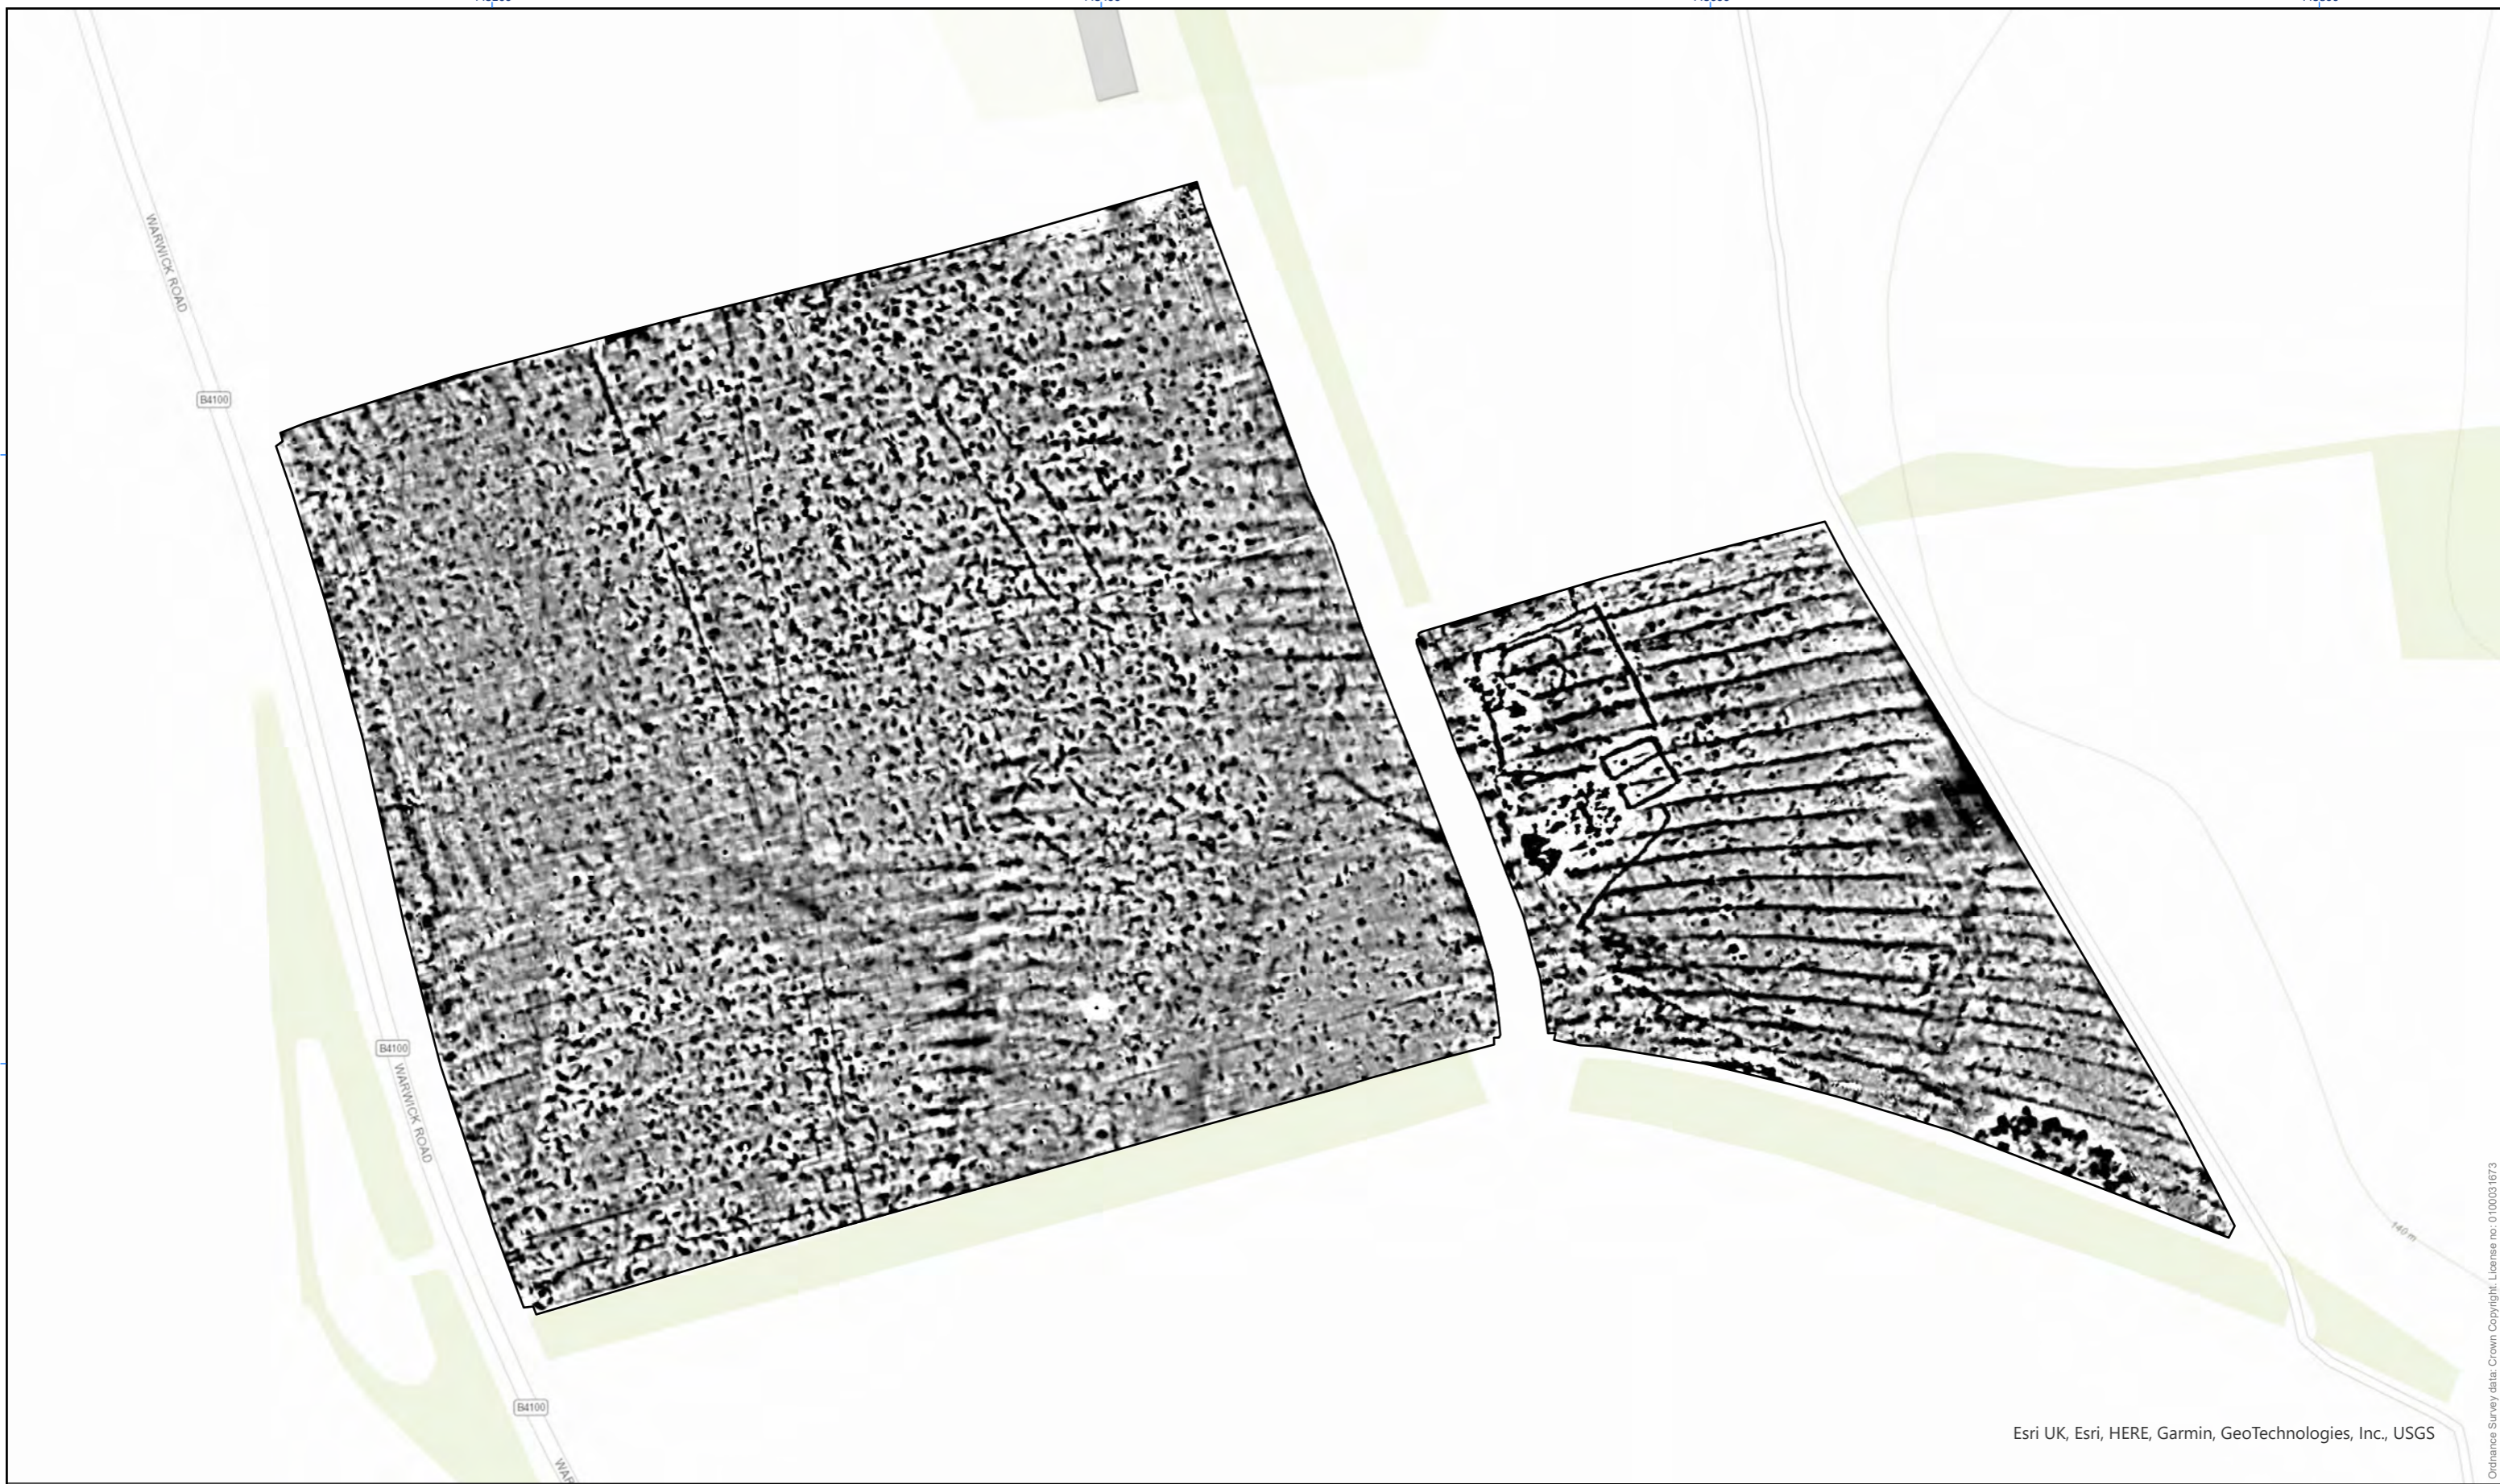 WARWICK ROAD
B4100
B4100
WARWICK ROAD
140 m
B4100
Esri UK, Esri, HERE, Garmin, GeoTechnologies, Inc., USGS
Ordnance Survey data: Crown Copyright. License no: 0100031673